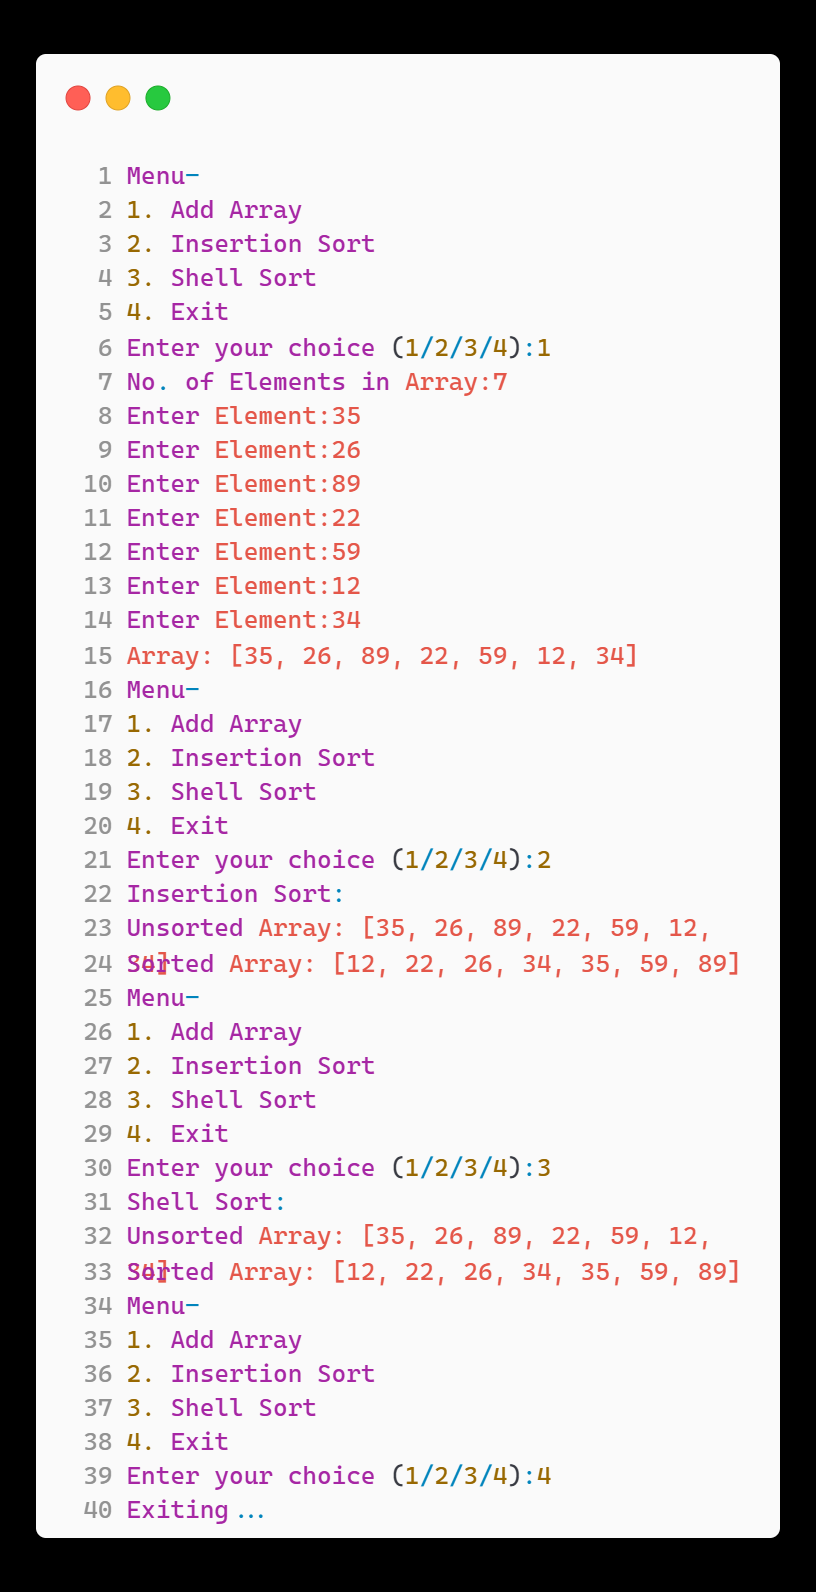 1 Menu-
2 1. Add Array
3 2. Insertion Sort
4 3. Shell Sort
5 4. Exit
6 Enter your choice (1/2/3/4):1
7 No. of Elements in Array:7
8 Enter Element:35
9 Enter Element:26
10 Enter Element:89
11 Enter Element:22
12 Enter Element:59
13 Enter Element:12
14 Enter Element:34
15 Array: [35, 26, 89, 22, 59, 12, 34]
16 Menu-
17 1. Add Array
18 2. Insertion Sort
19 3. Shell Sort
20 4. Exit
21 Enter your choice (1/2/3/4):2
22 Insertion Sort:
23 Unsorted Array: [35, 26, 89, 22, 59, 12,
34]
24 Sorted Array: [12, 22, 26, 34, 35, 59, 89]
25 Menu-
26 1. Add Array
27 2. Insertion Sort
28 3. Shell Sort
29 4. Exit
30 Enter your choice (1/2/3/4):3
31 Shell Sort:
32 Unsorted Array: [35, 26, 89, 22, 59, 12,
34]
33 Sorted Array: [12, 22, 26, 34, 35, 59, 89]
34 Menu-
35 1. Add Array
36 2. Insertion Sort
37 3. Shell Sort
38 4. Exit
39 Enter your choice (1/2/3/4):4
40 Exiting...